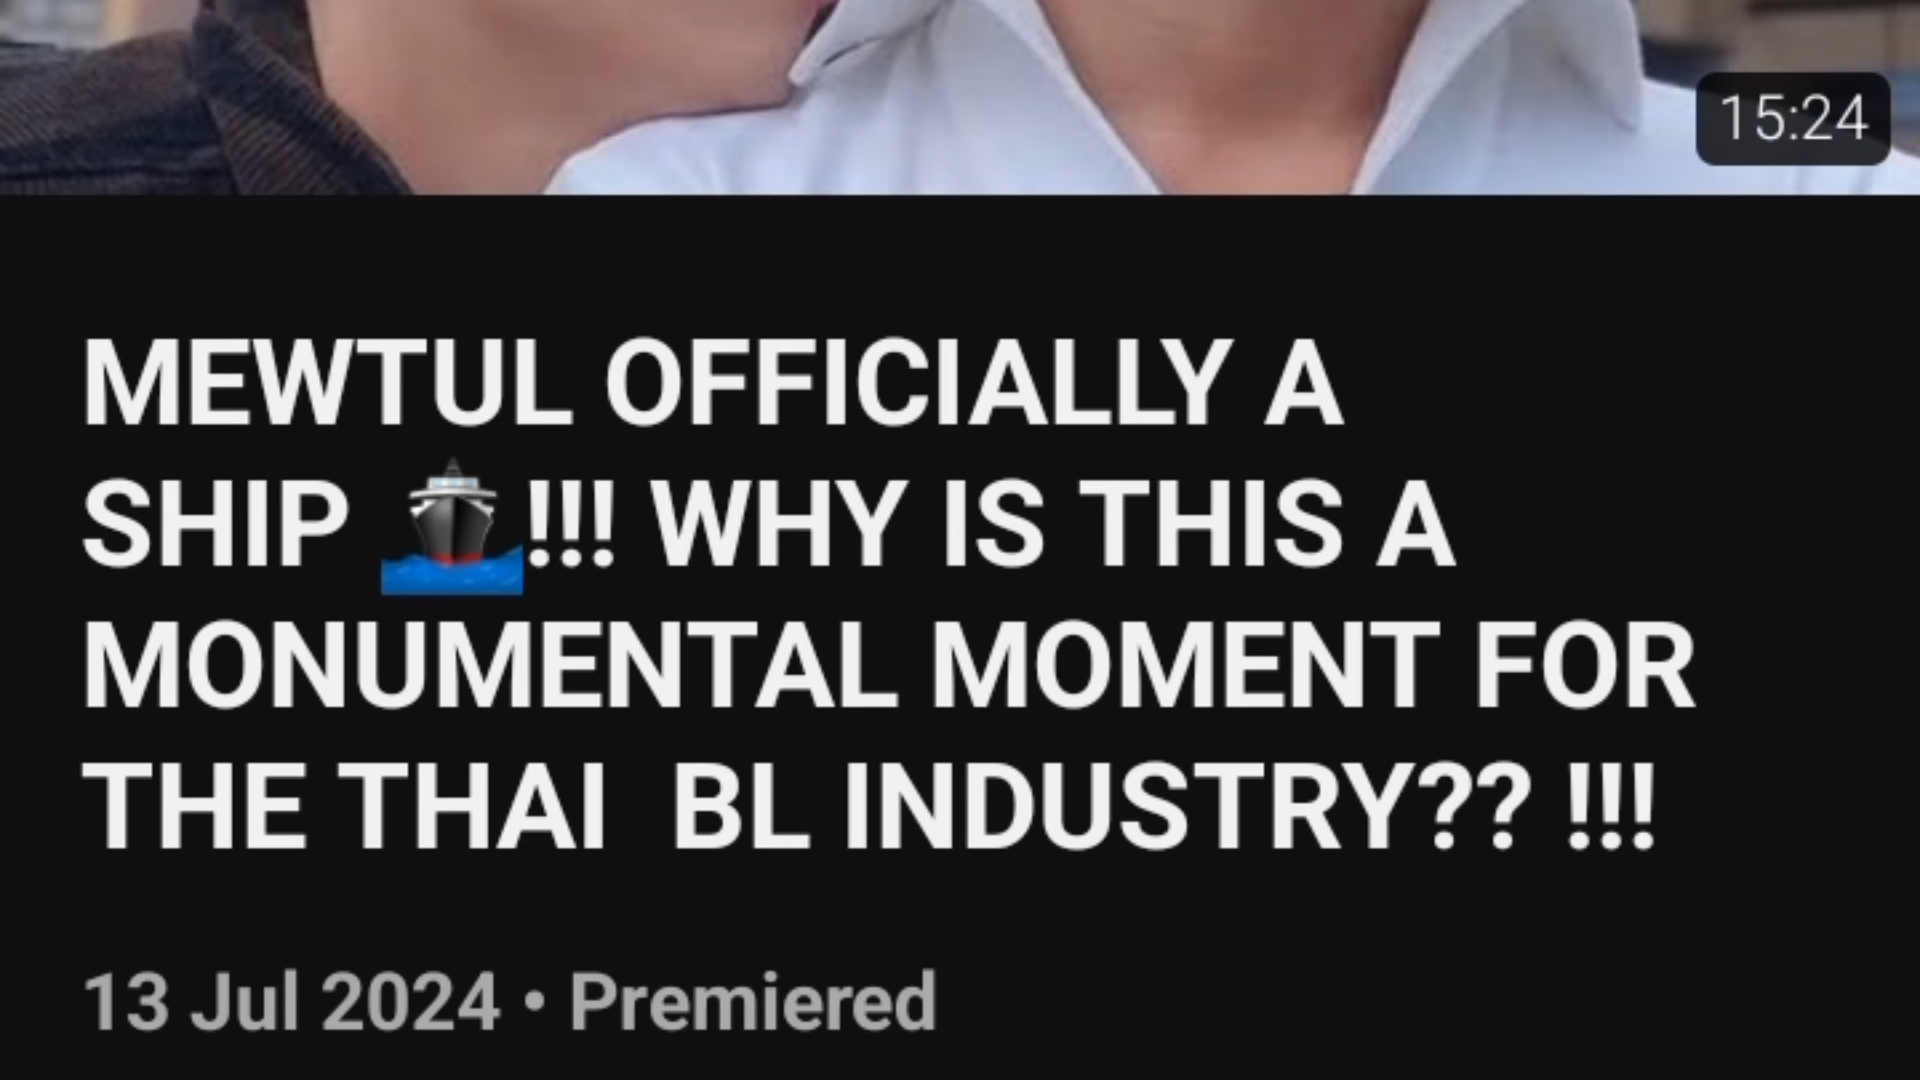 15:24
MEWTUL OFFICIALLY A
SHIP 🚢!!! WHY IS THIS A
MONUMENTAL MOMENT FOR
THE THAI  BL INDUSTRY?? !!!
13 Jul 2024 • Premiered